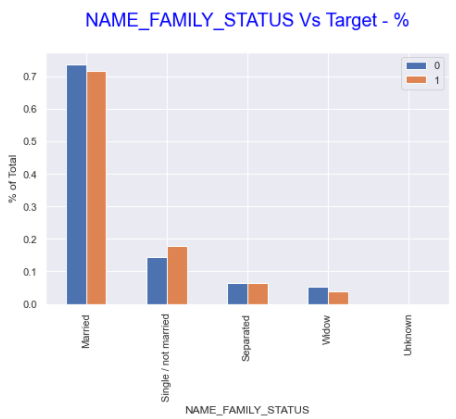 NAME_FAMILY_STATUS Vs Target - %
0
1
% of Total
0.7
0.6
0.5
0.4
0.3
0.2
0.1
0.0
Married
Single / not married
Separated
Widow
Unknown
NAME_FAMILY_STATUS